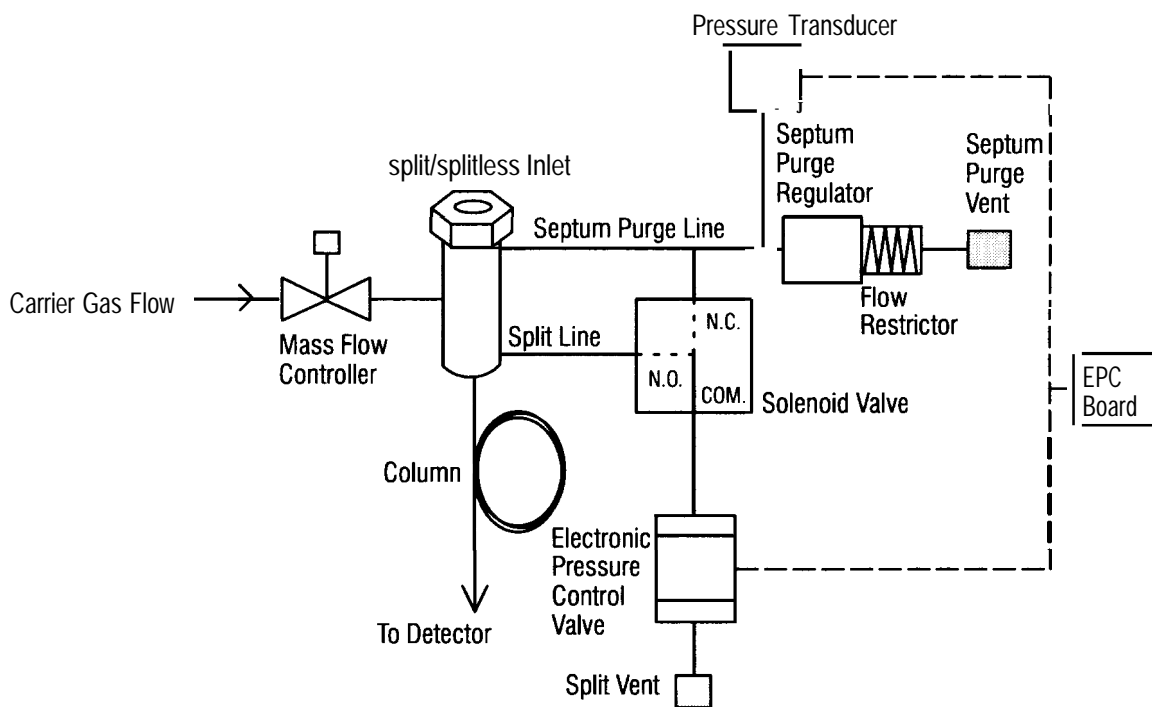 Pressure Transducer
Septum
Purge
Regulator
Septum
Purge
Vent
split/splitless Inlet
Septum Purge Line
Carrier Gas Flow
Mass Flow
Controller
Split Line
N.C.
N.O.
COM.
Solenoid Valve
Flow
Restrictor
EPC
Board
Column
Electronic
Pressure
Control
Valve
To Detector
Split Vent